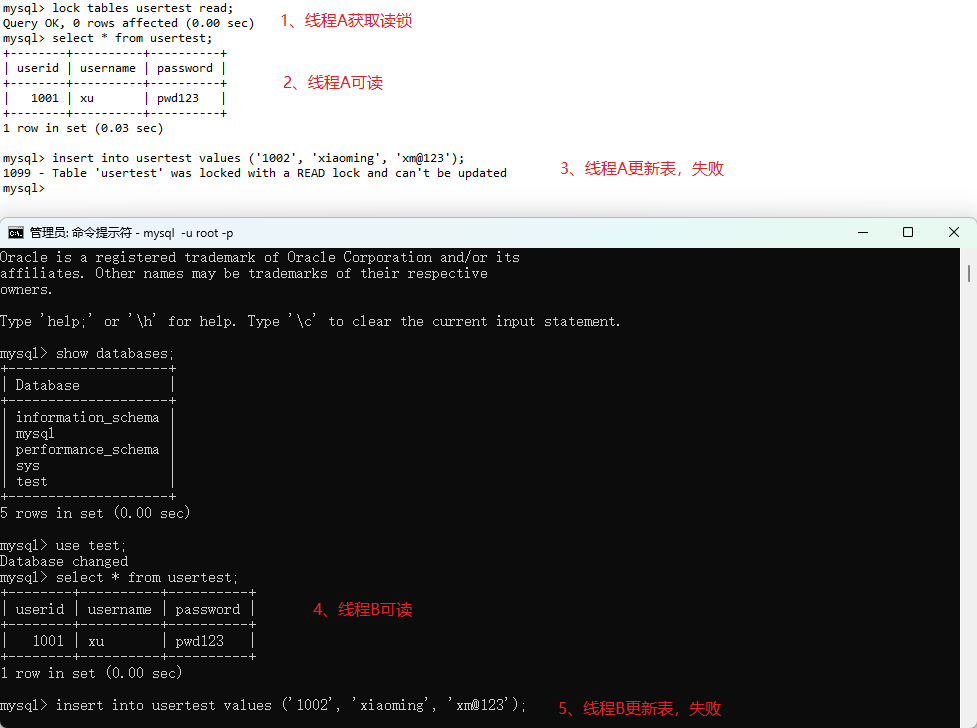 mysql> lock tables usertest read;
Query OK, 0 rows affected (0.00 sec)
1、线程A获取读锁
mysql> select * from usertest;
+--------+----------+----------+
| userid | username | password |
+--------+----------+----------+
|   1001 | xu       | pwd123   |
+--------+----------+----------+
2、线程A可读
1 row in set (0.03 sec)
mysql> insert into usertest values ('1002', 'xiaoming', 'xm@123');
1099 - Table 'usertest' was locked with a READ lock and can't be updated
3、线程A更新表，失败
mysql>
管理员: 命令提示符 - mysql  -u root -p
Oracle is a registered trademark of Oracle Corporation and/or its
affiliates. Other names may be trademarks of their respective
owners.
Type 'help;' or '\h' for help. Type '\c' to clear the current input statement.
mysql> show databases;
+--------------------+
| Database           |
+--------------------+
| information_schema |
| mysql              |
| performance_schema |
| sys                |
| test               |
+--------------------+
5 rows in set (0.00 sec)
mysql> use test;
Database changed
mysql> select * from usertest;
+--------+----------+----------+
| userid | username | password |
+--------+----------+----------+
|   1001 | xu       | pwd123   |
+--------+----------+----------+
4、线程B可读
1 row in set (0.00 sec)
mysql> insert into usertest values ('1002', 'xiaoming', 'xm@123');
5、线程B更新表，失败